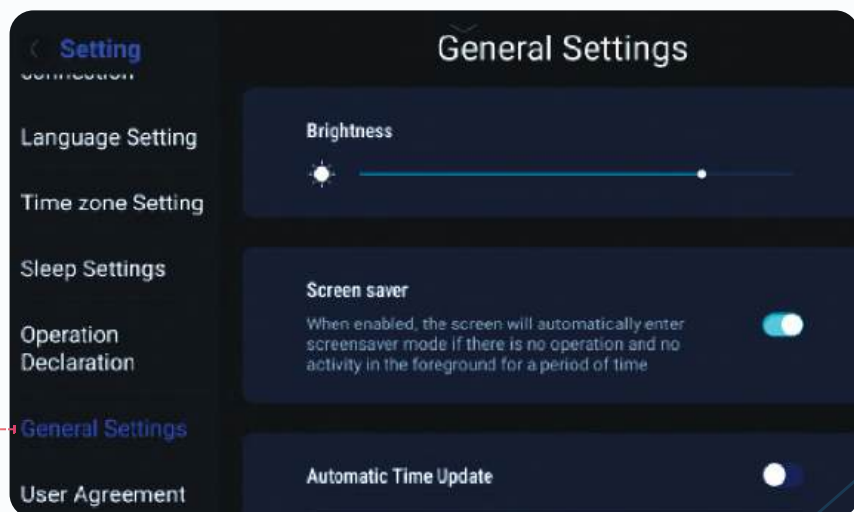 Setting
General Settings
Connection
Language Setting
Time zone Setting
Sleep Settings
Operation
Declaration
General Settings
User Agreement
Brightness
Screen saver
When enabled, the screen will automatically enter
screensaver mode if there is no operation and no
activity in the foreground for a period of time
Automatic Time Update